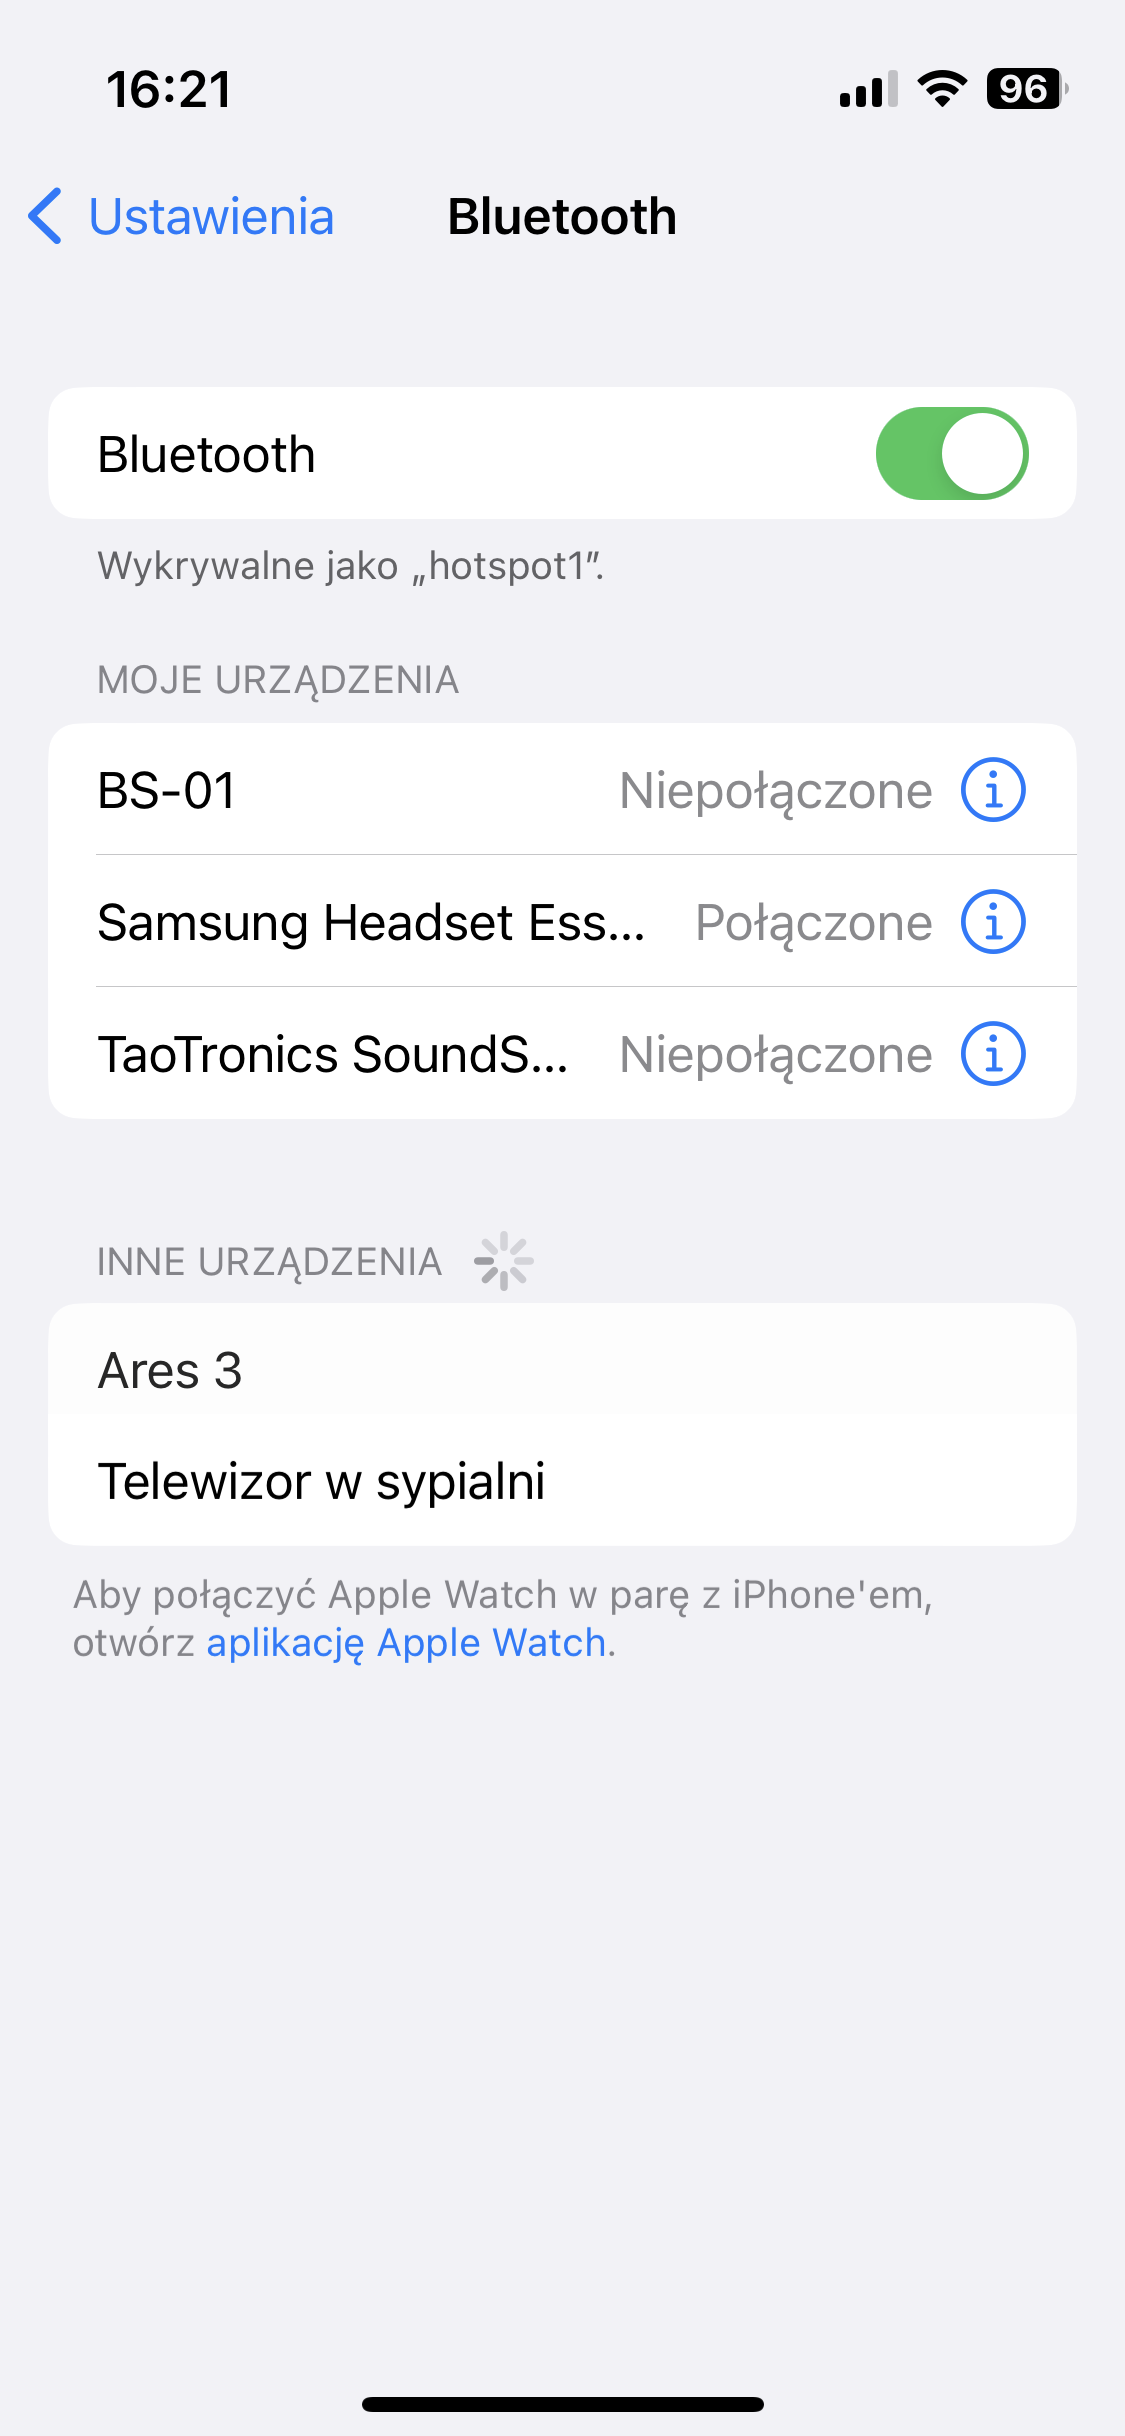 16:21
96
Ustawienia
Bluetooth
Bluetooth
Wykrywalne jako „hotspot1”.
MOJE URZĄDZENIA
BS-01 Niepołączone
Samsung Headset Ess... Połączone
TaoTronics SoundS... Niepołączone
INNE URZĄDZENIA
Ares 3
Telewizor w sypialni
Aby połączyć Apple Watch w parę z iPhone'em,
otwórz aplikację Apple Watch.